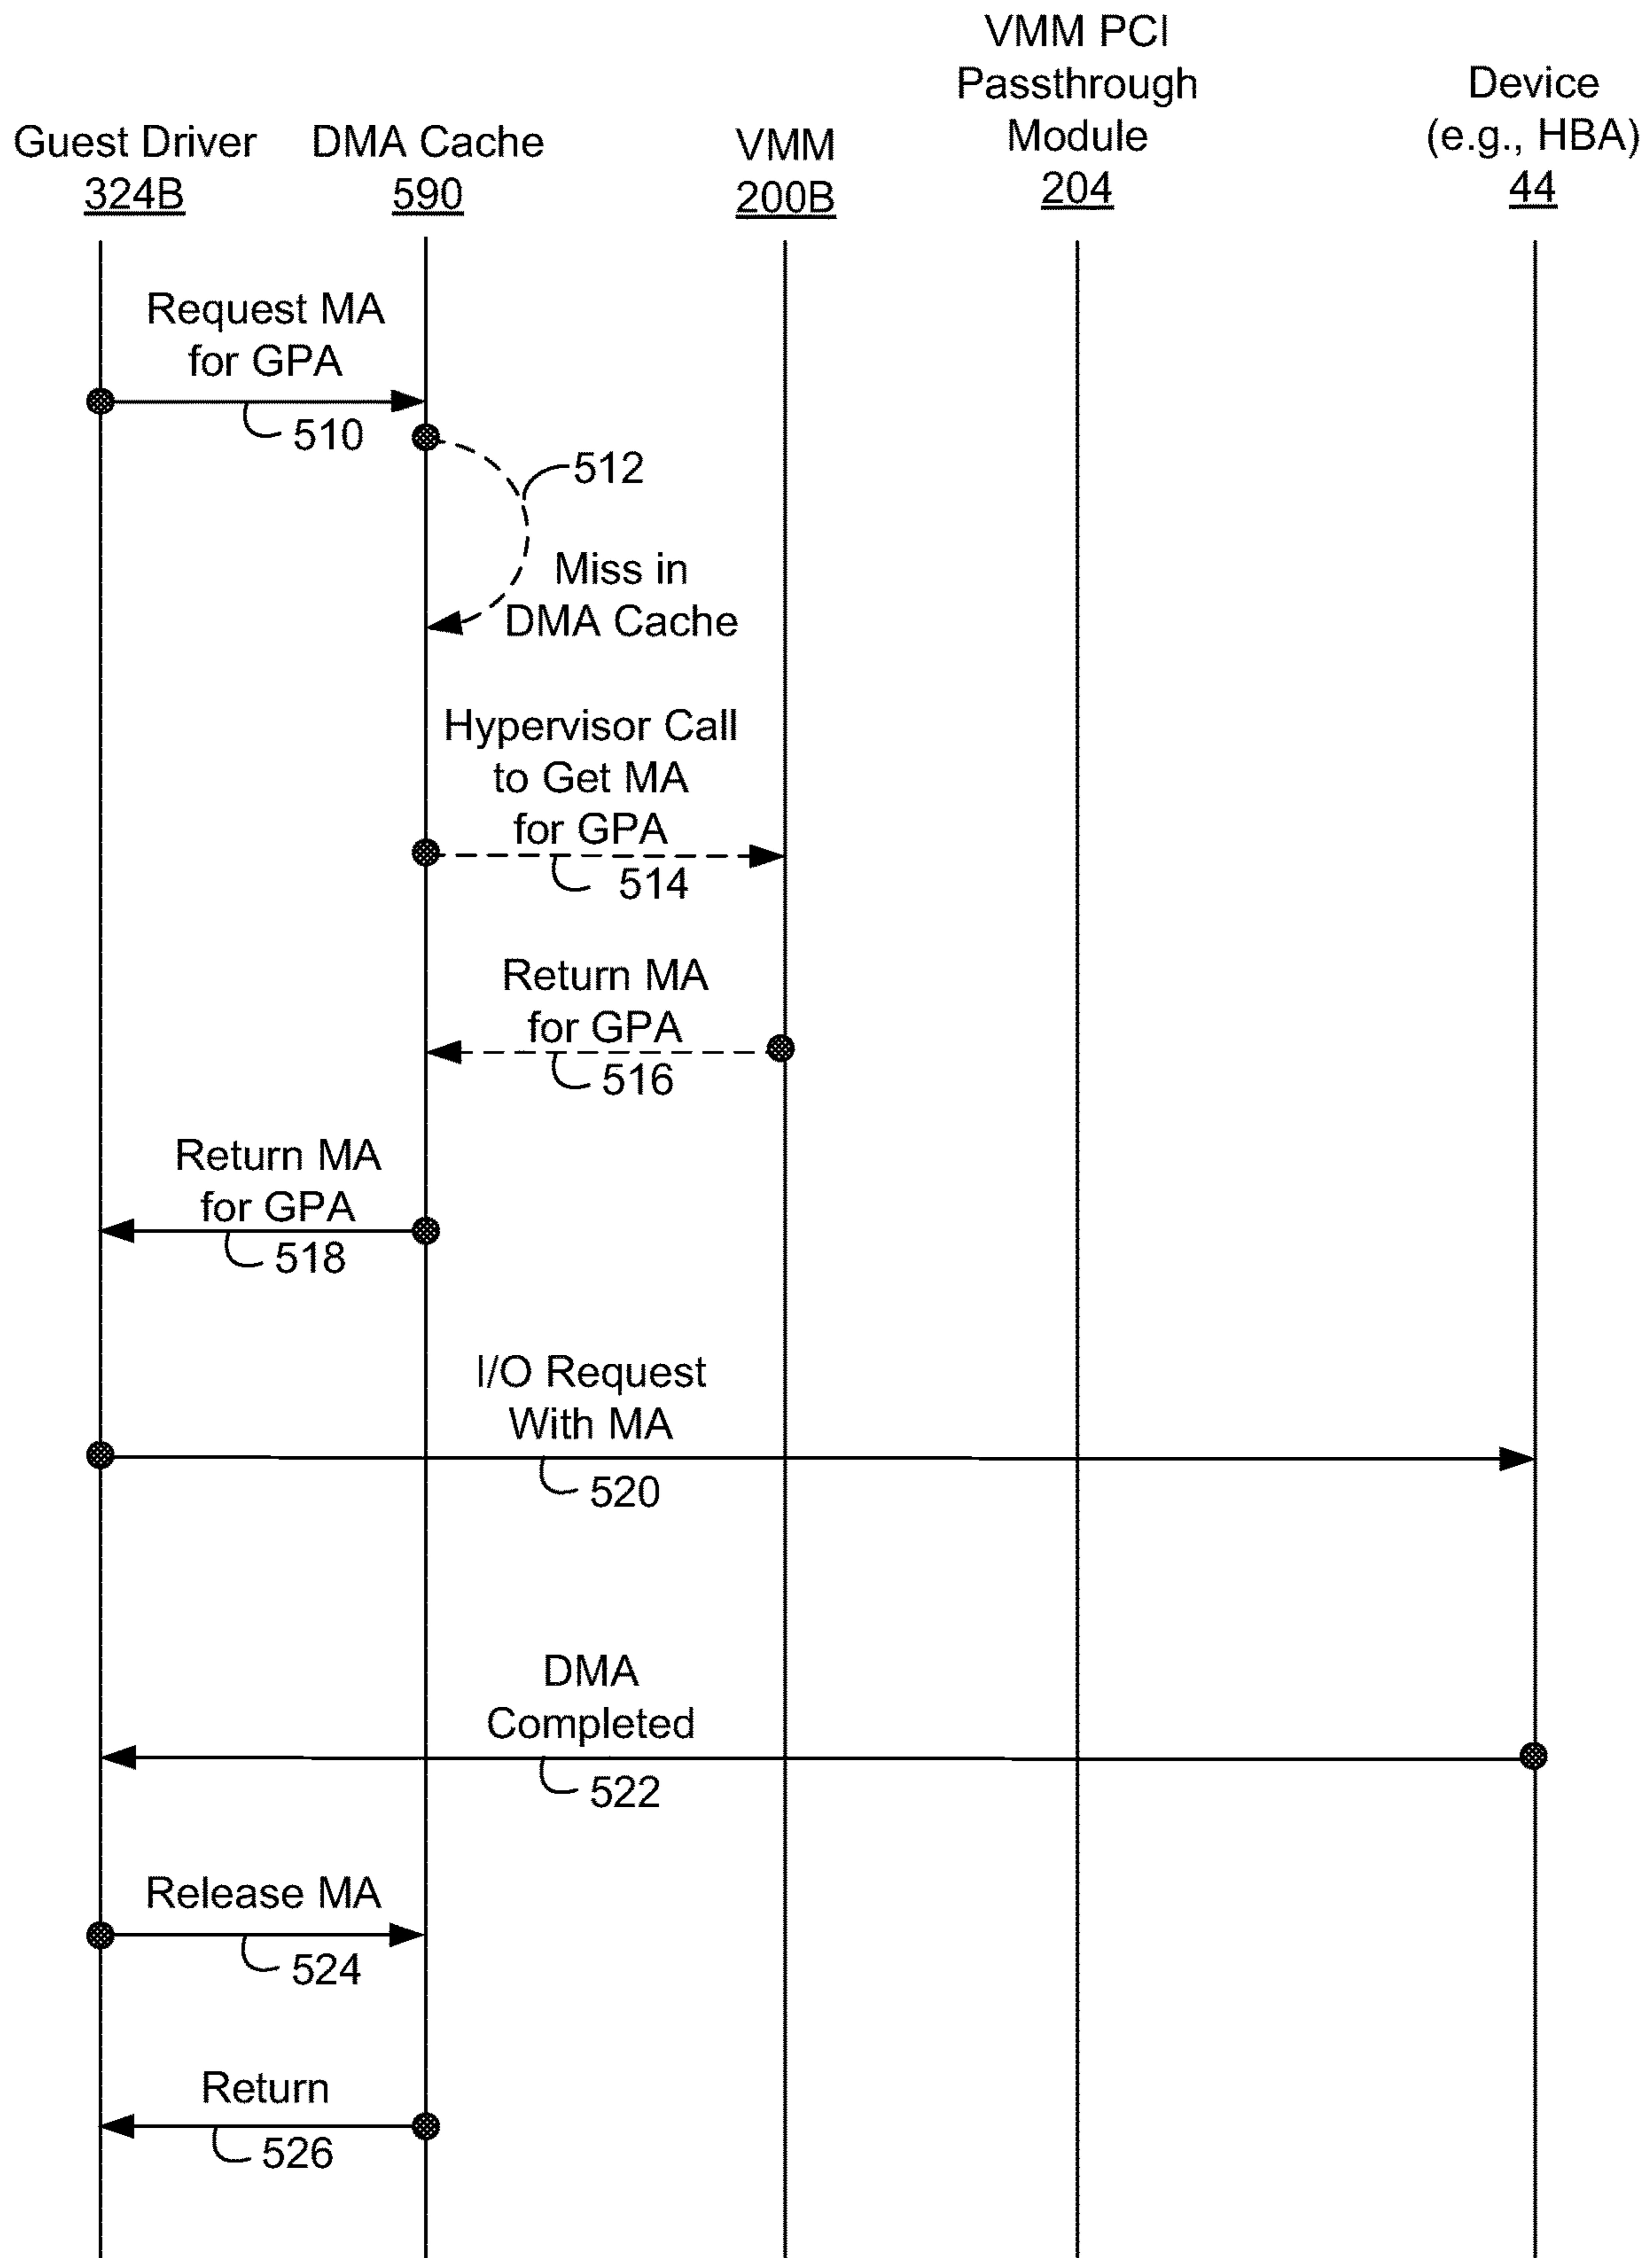 Guest Driver
324B
DMA Cache
590
VMM
200B
VMM PCI
Passthrough
Module
204
Device
(e.g., HBA)
44
Request MA
for GPA
510
512
Miss in
DMA Cache
Hypervisor Call
to Get MA
for GPA
514
Return MA
for GPA
516
Return MA
for GPA
518
I/O Request
With MA
520
DMA
Completed
522
Release MA
524
Return
526